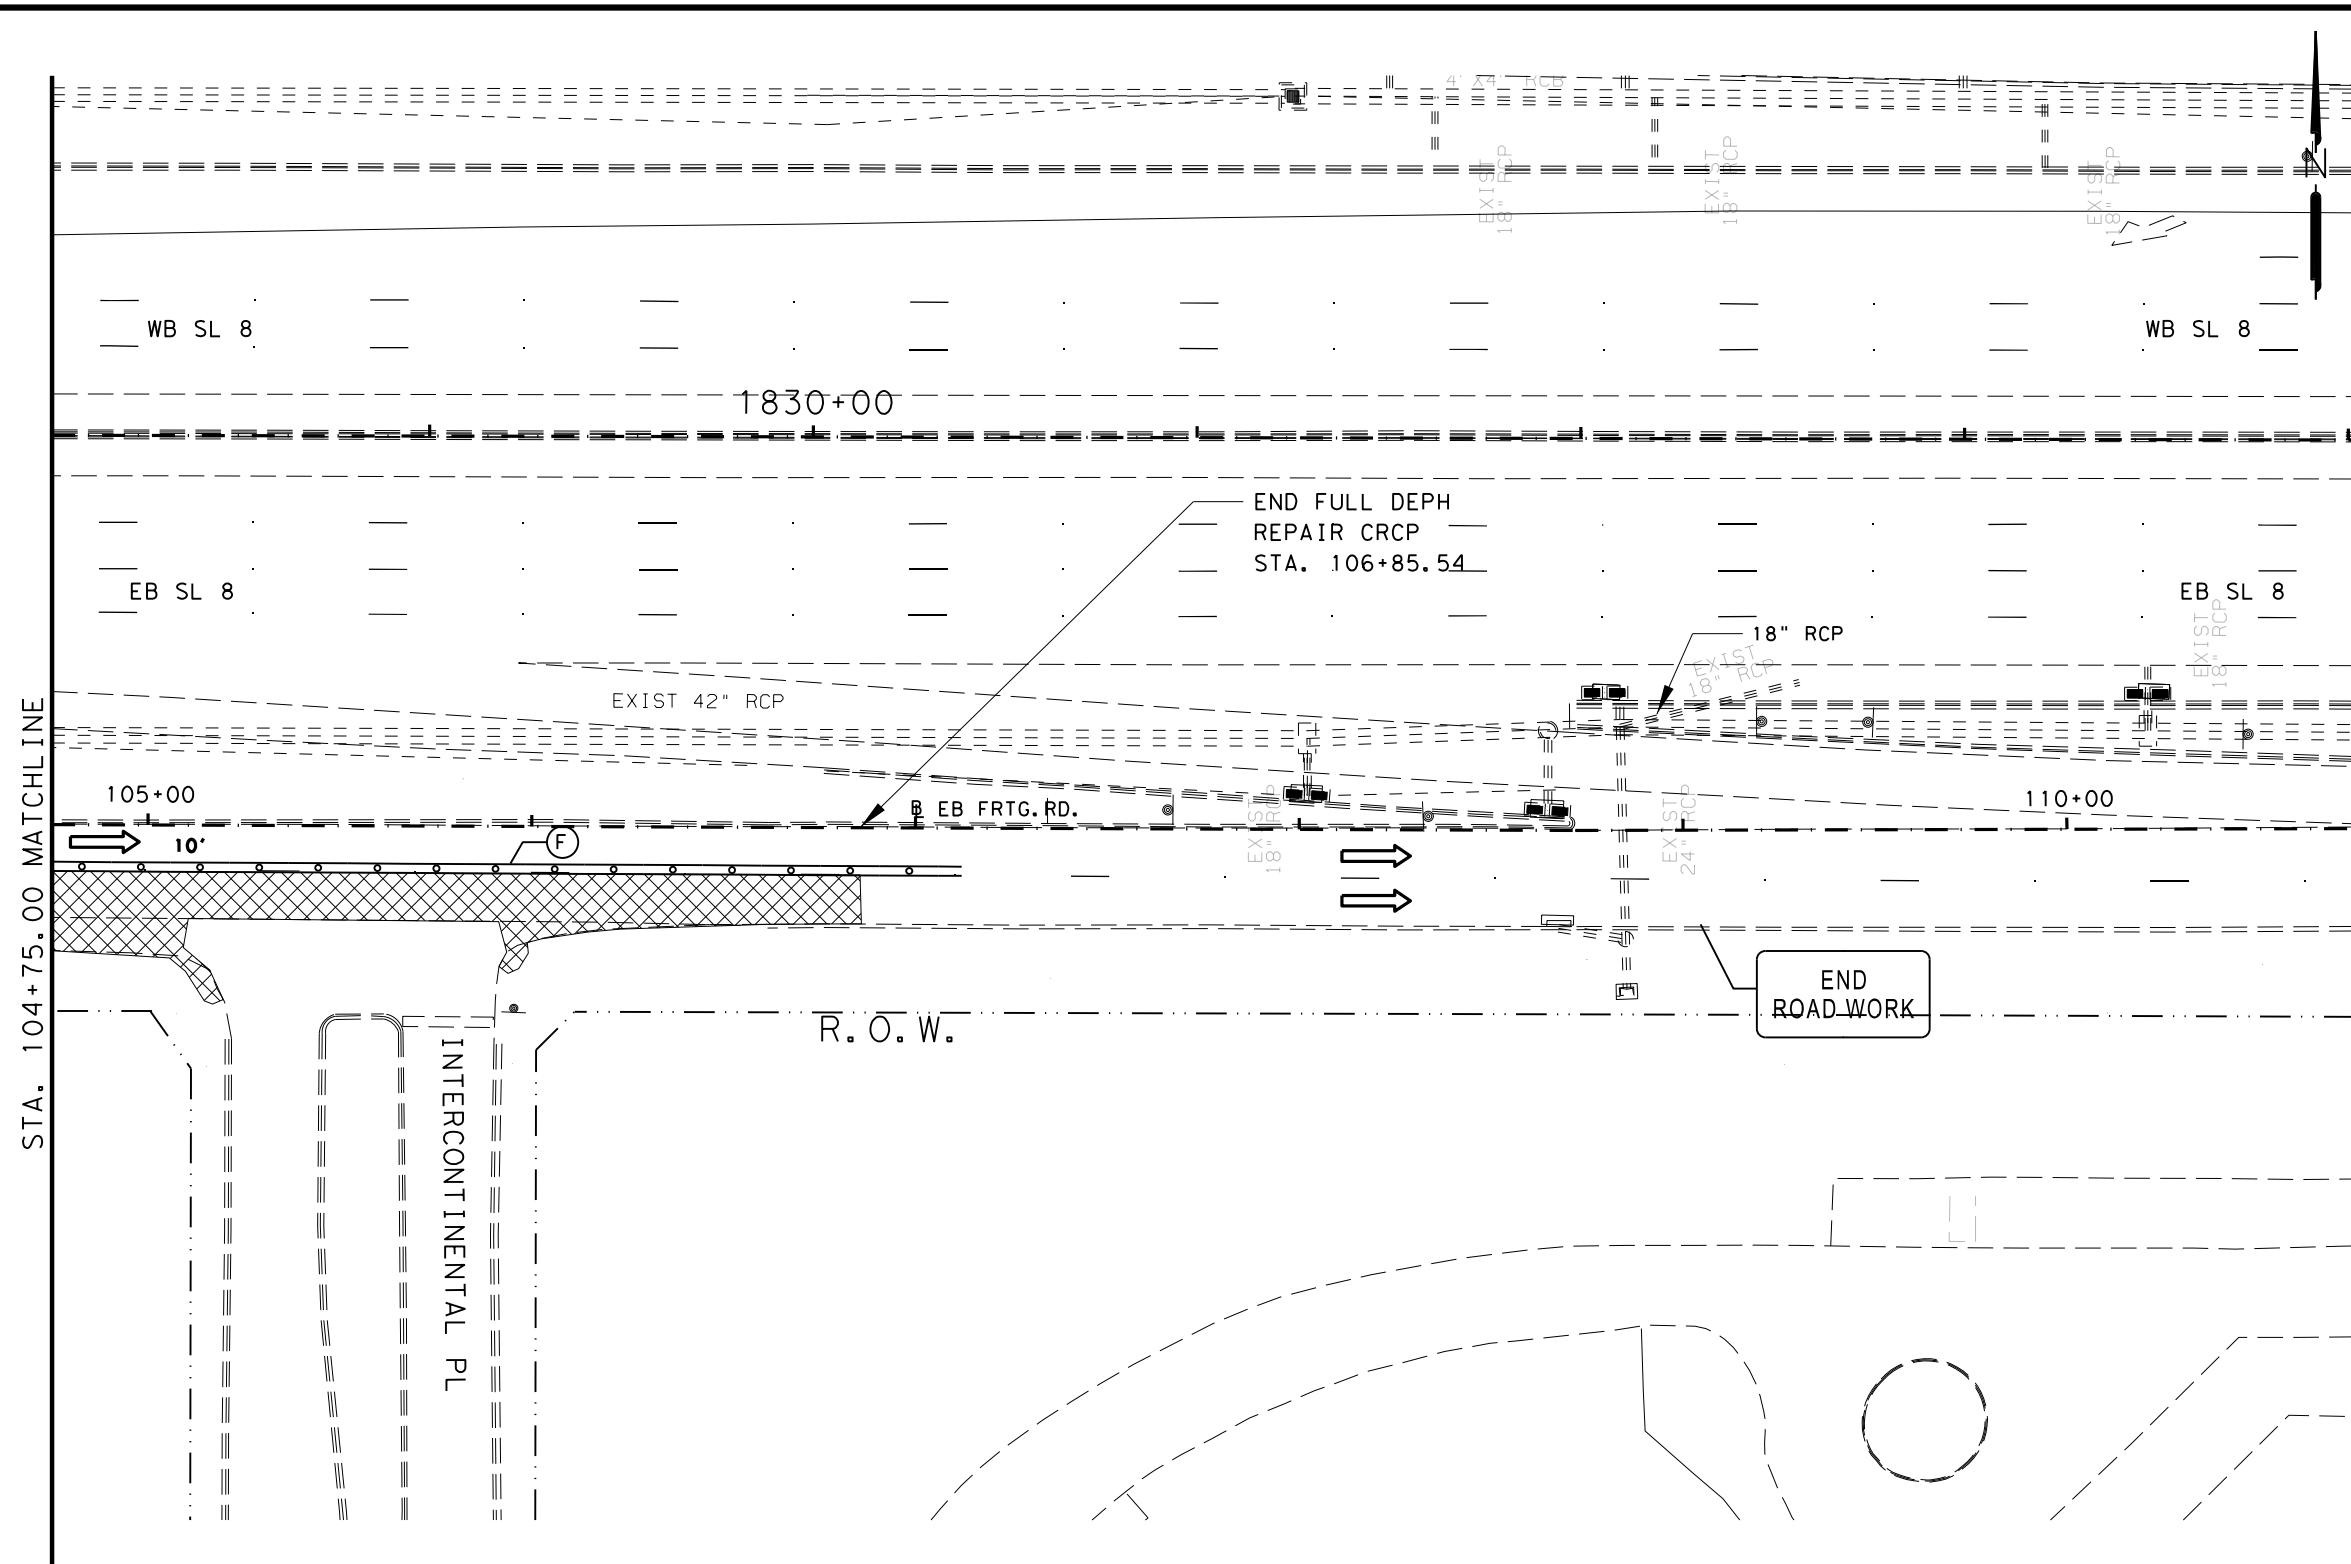 4' X4' RCB
EXIST
18" RCP
EXIST
18" RCP
EXIST
18" RCP
N
WB SL 8
WB SL 8
1830+00
END FULL DEPH
REPAIR CRCP
STA. 106+85.54
EB SL 8
EB SL 8
EXIST
18" RCP
18" RCP
EXIST
18" RCP
EXIST 42" RCP
STA. 104+75.00 MATCHLINE
105+00
B EB FRTG.RD.
110+00
10'
F
EXIST
18" RCP
EXIST
24" RCP
END
ROAD WORK
R.O.W.
INTERCONTINENTAL PL